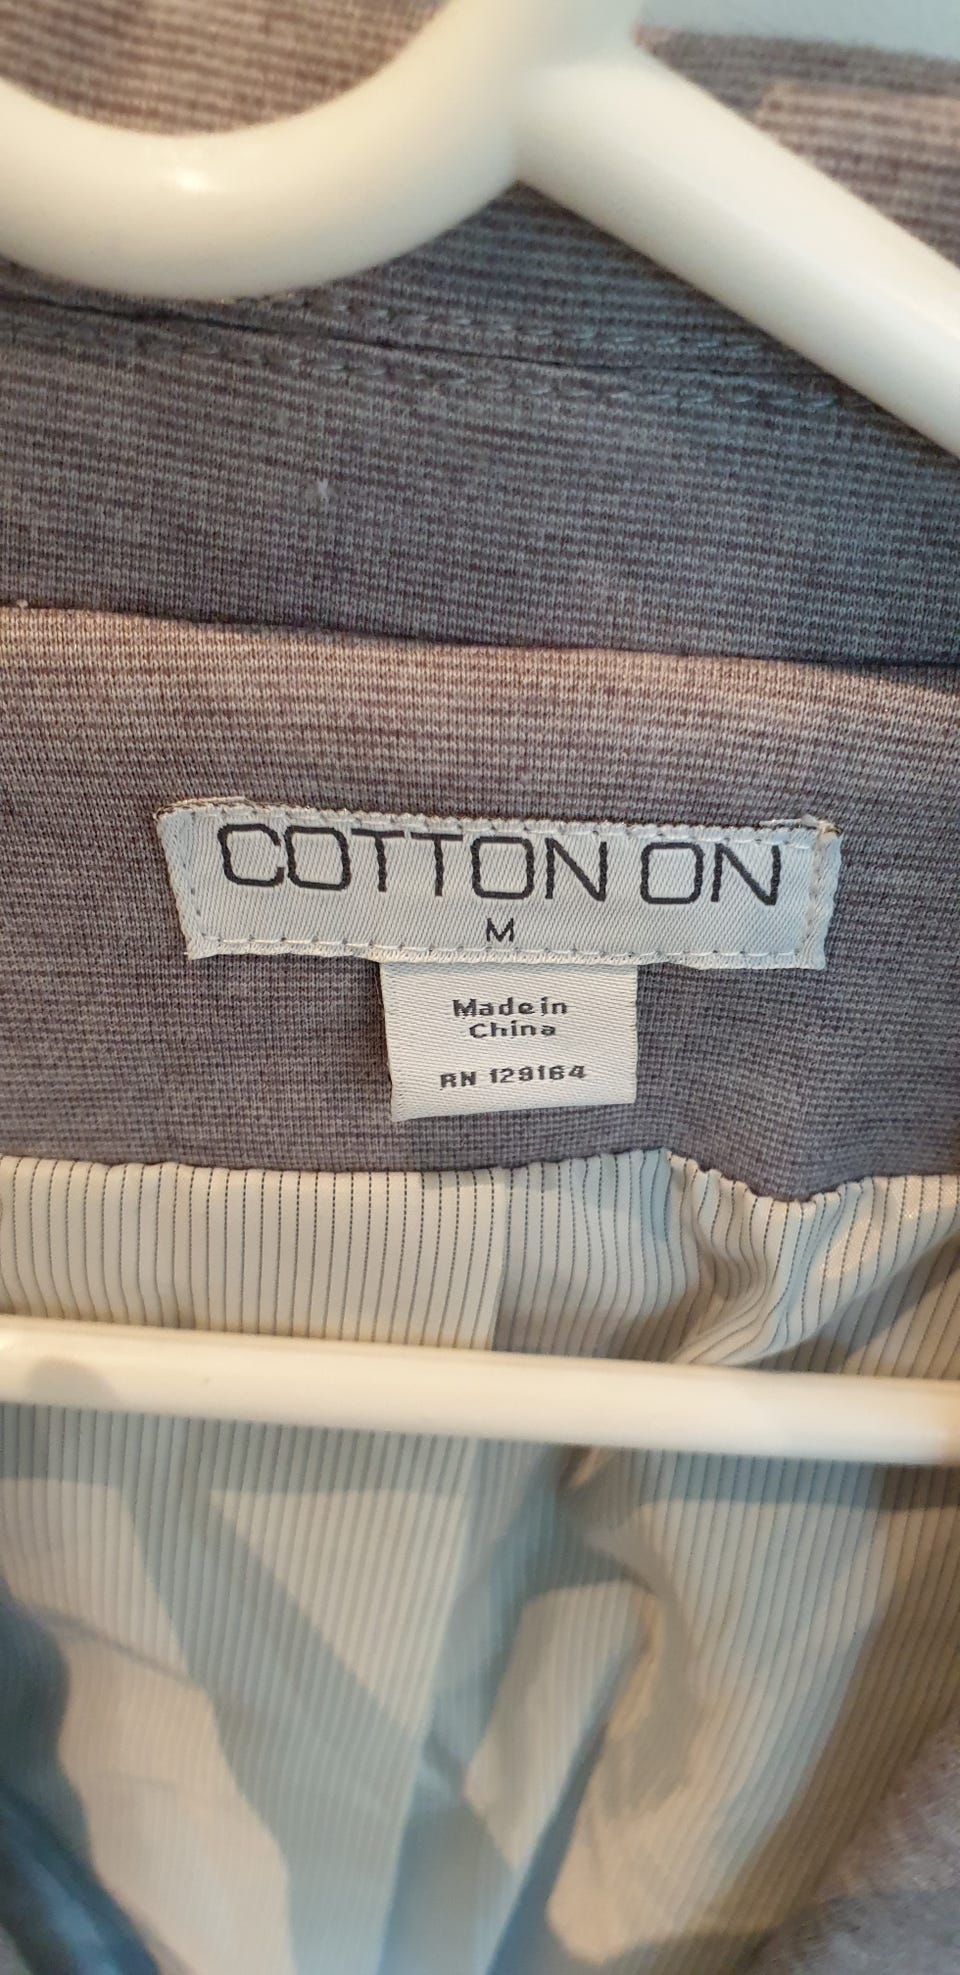 COTTON ON
M
Made in
China
RN 129164